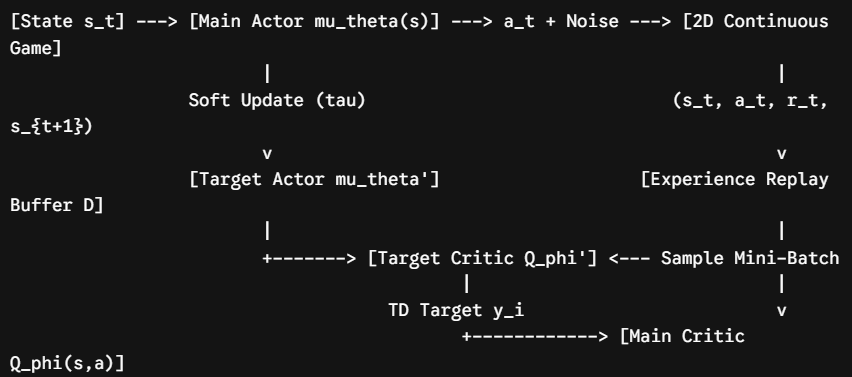 [State s_t] ---> [Main Actor mu_theta(s)] ---> a_t + Noise ---> [2D Continuous
Game]
                        |                                               |
                 Soft Update (tau)                            (s_t, a_t, r_t,
s_{t+1})
                        v                                               v
                 [Target Actor mu_theta']                  [Experience Replay
Buffer D]
                        |                                               |
                        +-------> [Target Critic Q_phi'] <--- Sample Mini-Batch
                                           |                            |
                                    TD Target y_i                       v
                                           +------------> [Main Critic
Q_phi(s,a)]